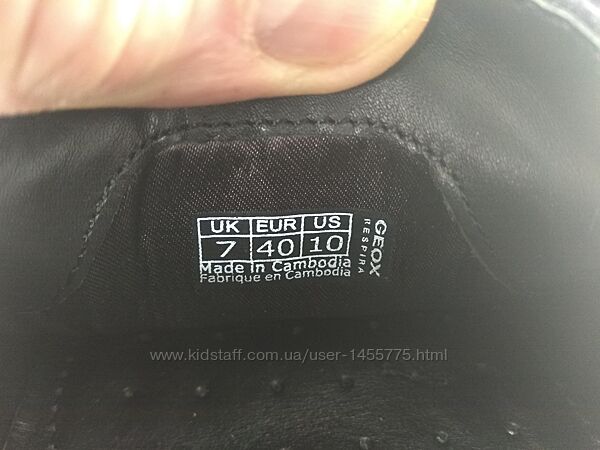 UK EUR US
7 40 10
Made in Cambodia
Fabrique en Cambodia
GEOX
RESPIRA
www.kidstaff.com.ua/user-1455775.html